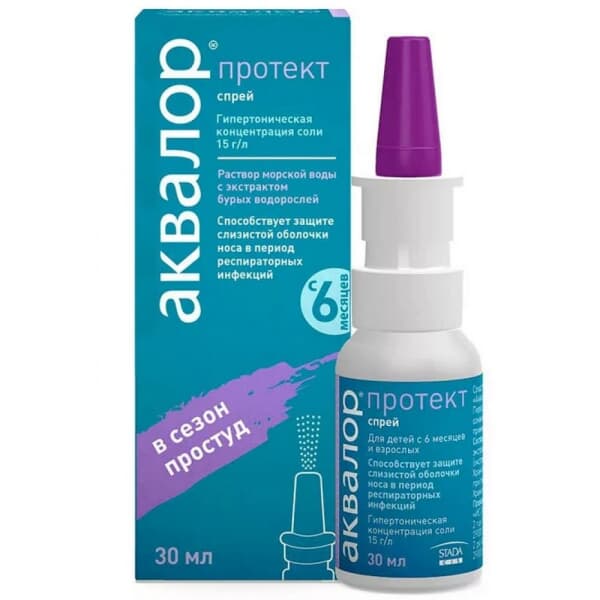 аквалор®
протект
спрей
Гипертоническая
концентрация соли
15 г/л
Раствор морской воды
с экстрактом
бурых водорослей
Способствует защите
слизистой оболочки
носа в период
респираторных
инфекций
с 6
месяцев
в сезон
простуд
30 мл
аквалор®
протект
спрей
Для детей с 6 месяцев
и взрослых
Способствует защите
слизистой оболочки
носа в период
респираторных
инфекций
Гипертоническая
концентрация соли
15 г/л
30 мл
STADA